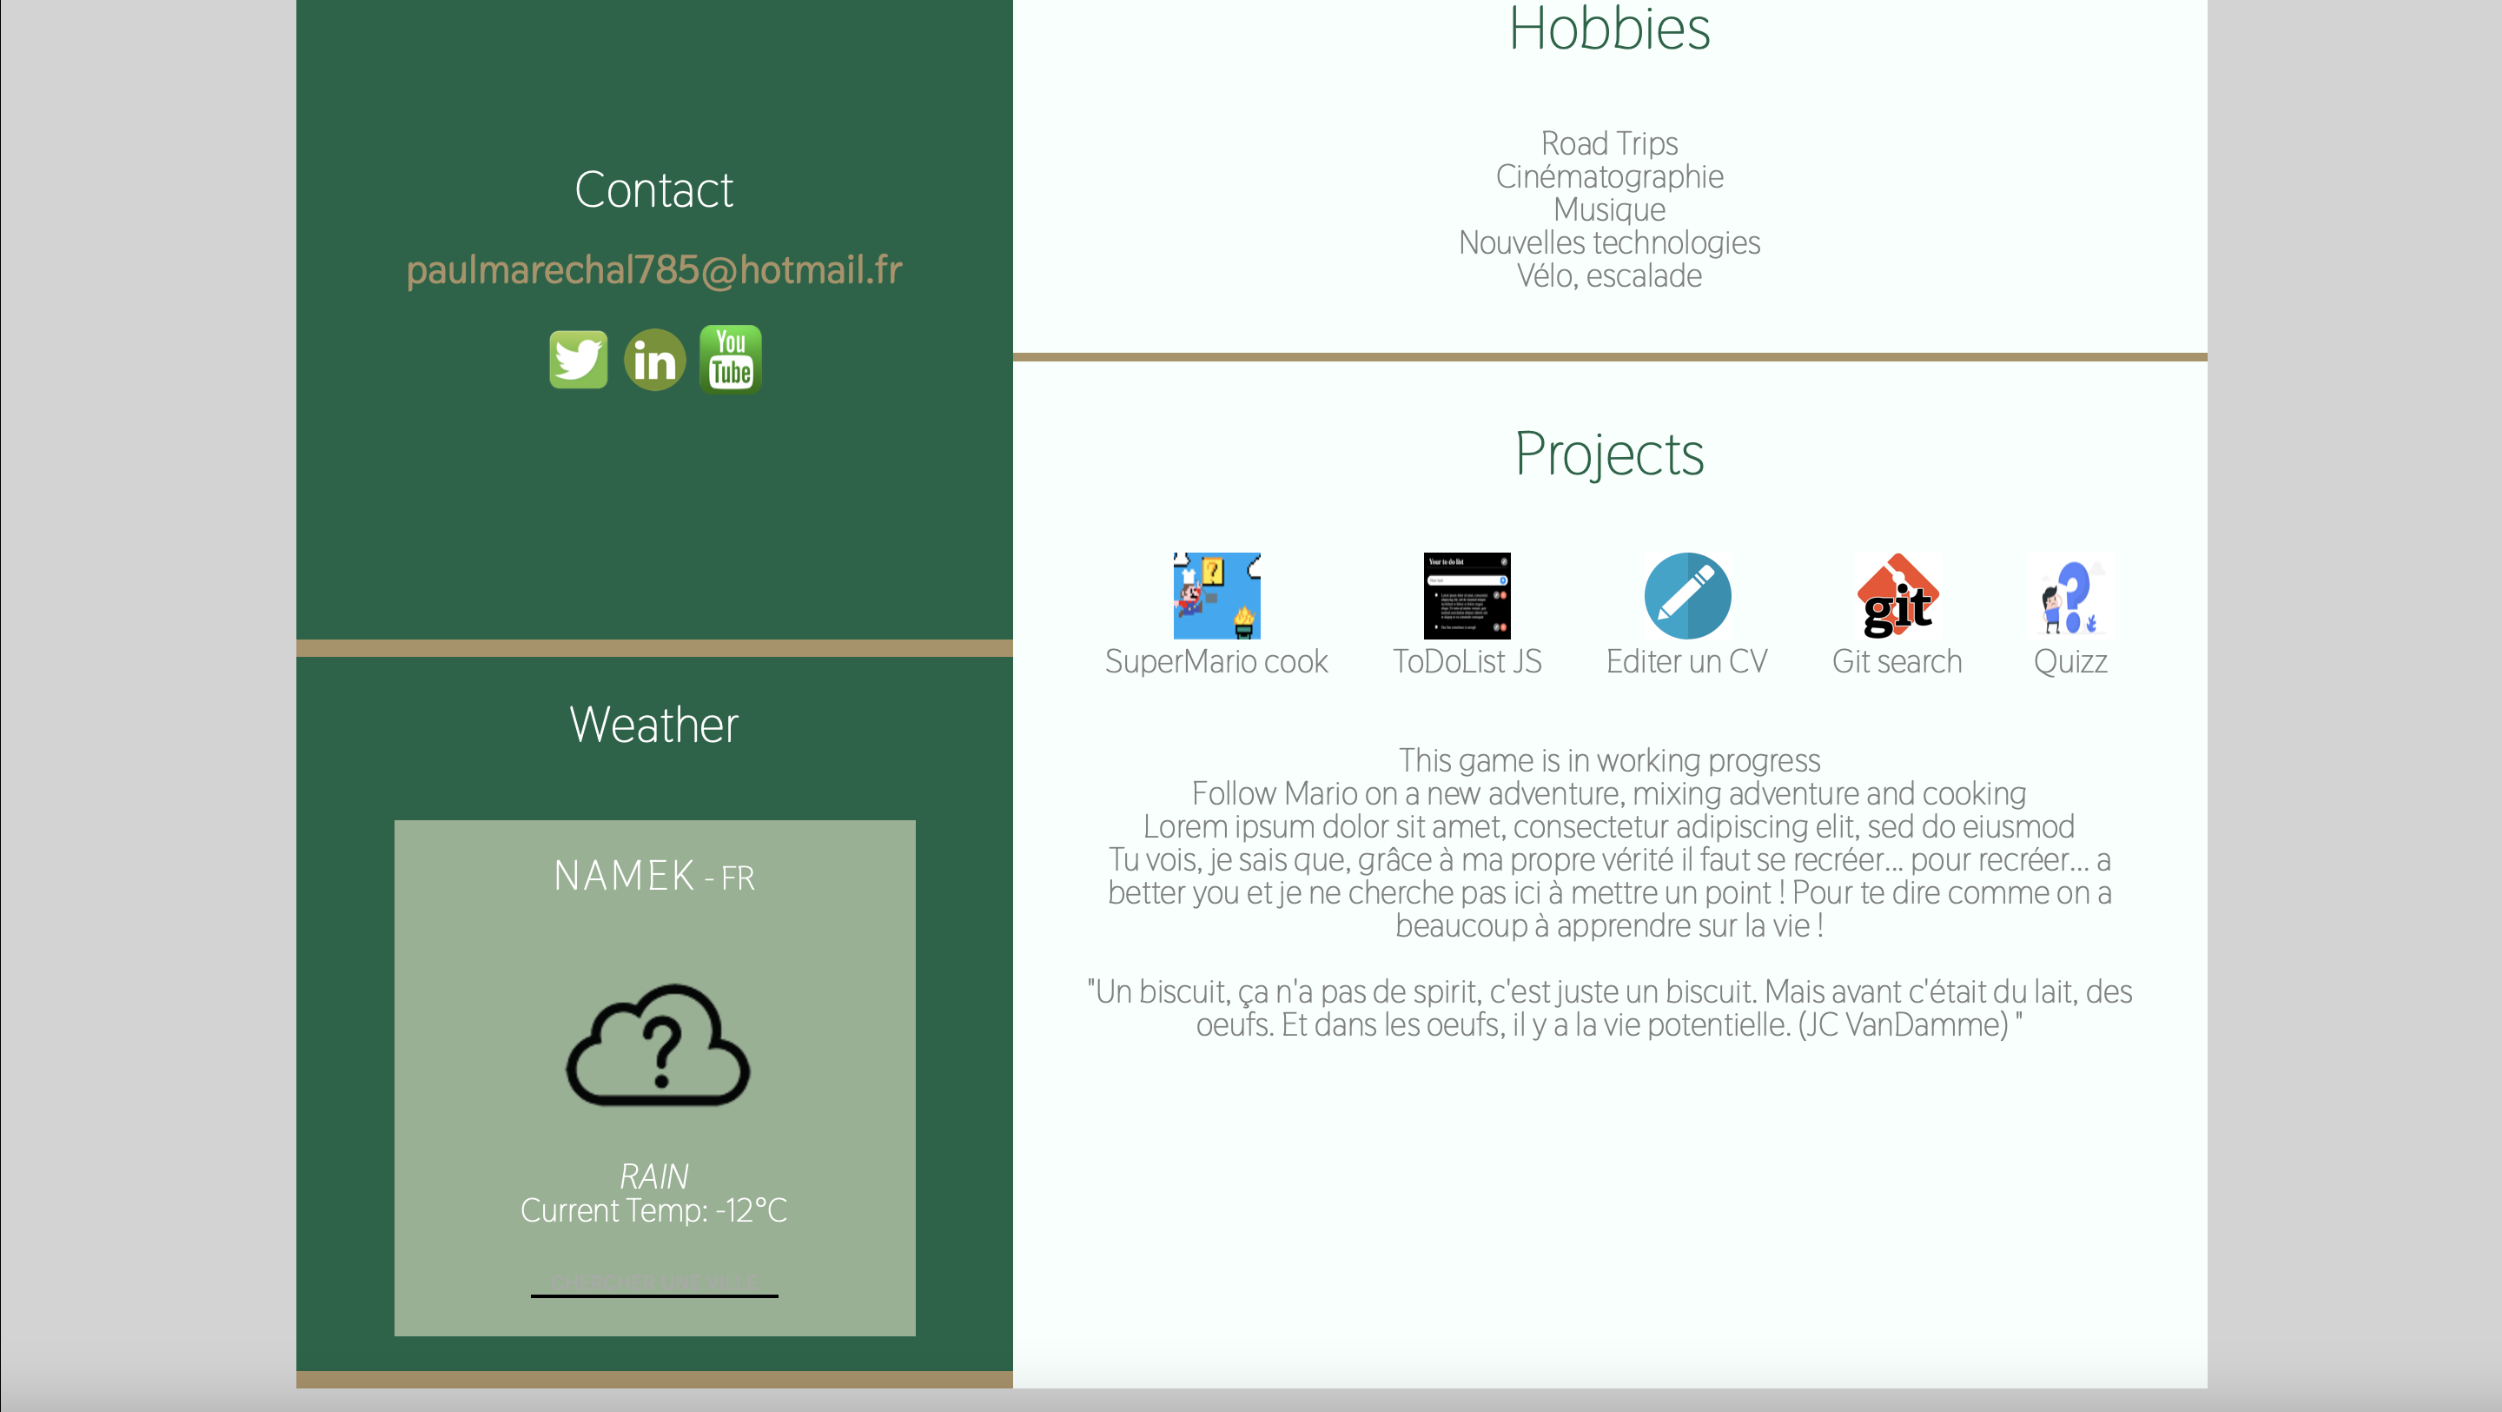 Contact
paulmarechal785@hotmail.fr
in
You
Tube
Weather
NAMEK - FR
?
RAIN
Current Temp: -12°C
CHERCHER UNE VILLE
Hobbies
Road Trips
Cinématographie
Musique
Nouvelles technologies
Vélo, escalade
Projects
?
Your to do list
git
?
SuperMario cook
ToDoList JS
Editer un CV
Git search
Quizz
This game is in working progress
Follow Mario on a new adventure, mixing adventure and cooking
Lorem ipsum dolor sit amet, consectetur adipiscing elit, sed do eiusmod
Tu vois, je sais que, grâce à ma propre vérité il faut se recréer... pour recréer... a
better you et je ne cherche pas ici à mettre un point ! Pour te dire comme on a
beaucoup à apprendre sur la vie !
"Un biscuit, ça n'a pas de spirit, c'est juste un biscuit. Mais avant c'était du lait, des
oeufs. Et dans les oeufs, il y a la vie potentielle. (JC VanDamme) "